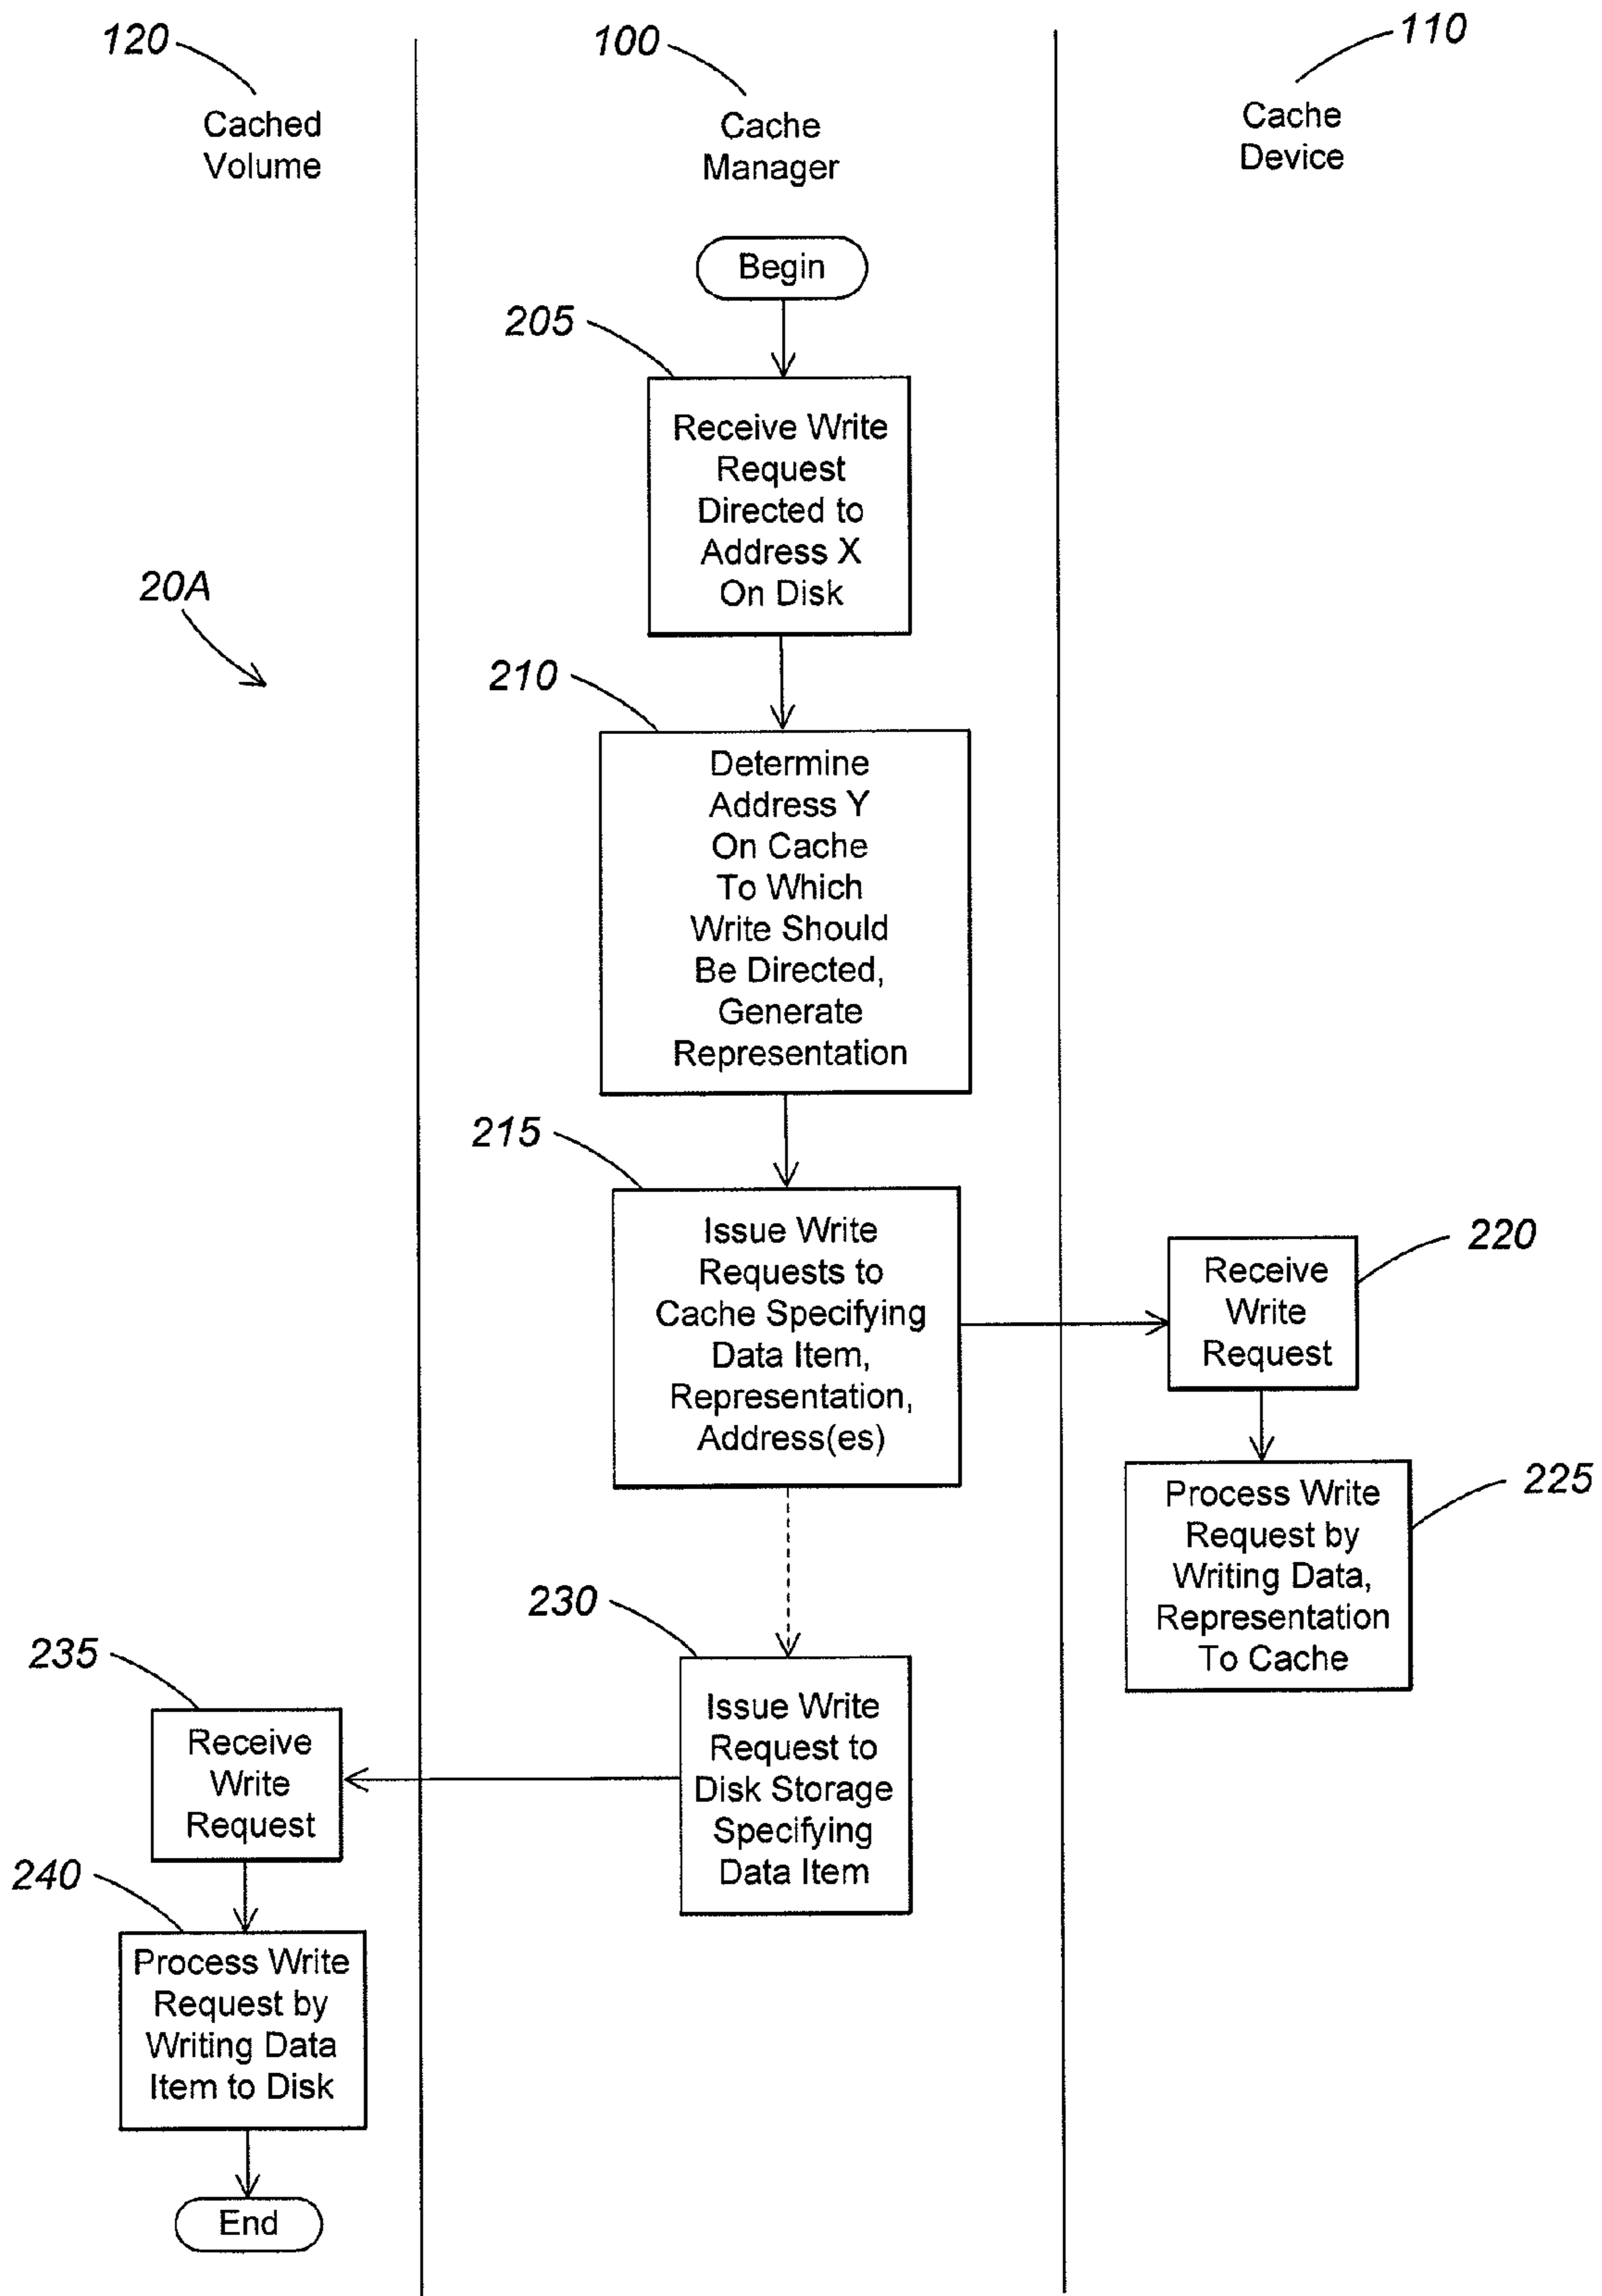 120
Cached
Volume
100
Cache
Manager
110
Cache
Device
Begin
205
Receive Write
Request
Directed to
Address X
On Disk
20A
210
Determine
Address Y
On Cache
To Which
Write Should
Be Directed,
Generate
Representation
215
Issue Write
Requests to
Cache Specifying
Data Item,
Representation,
Address(es)
220
Receive
Write
Request
225
Process Write
Request by
Writing Data,
Representation
To Cache
230
Issue Write
Request to
Disk Storage
Specifying
Data Item
235
Receive
Write
Request
240
Process Write
Request by
Writing Data
Item to Disk
End